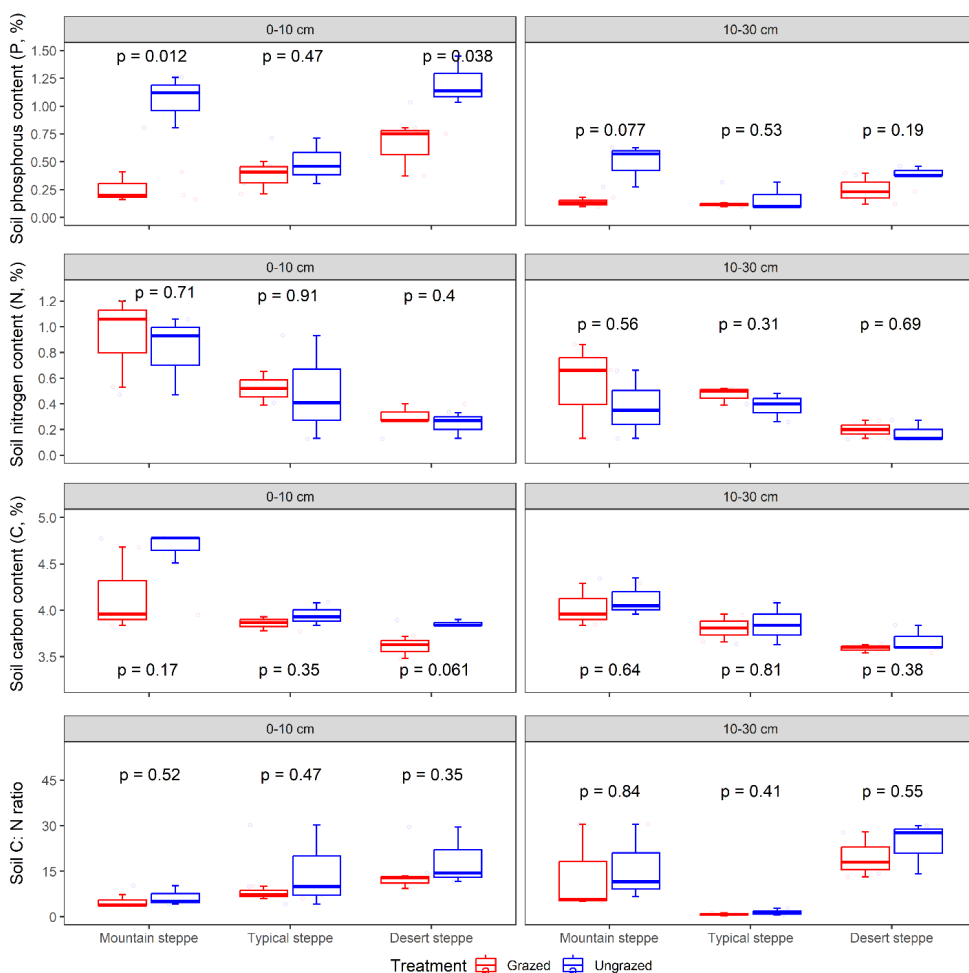 0-10 cm
10-30 cm
Soil phosphorus content (P, %)
1.50
1.25
1.00
0.75
0.50
0.25
0.00
p = 0.012
p = 0.47
p = 0.038
p = 0.077
p = 0.53
p = 0.19
0-10 cm
10-30 cm
Soil nitrogen content (N, %)
1.2
1.0
0.8
0.6
0.4
0.2
0.0
p = 0.71
p = 0.91
p = 0.4
p = 0.56
p = 0.31
p = 0.69
0-10 cm
10-30 cm
Soil carbon content (C, %)
5.0
4.5
4.0
3.5
p = 0.17
p = 0.35
p = 0.061
p = 0.64
p = 0.81
p = 0.38
0-10 cm
10-30 cm
Soil C: N ratio
45
30
15
0
p = 0.52
p = 0.47
p = 0.35
p = 0.84
p = 0.41
p = 0.55
Mountain steppe
Typical steppe
Desert steppe
Mountain steppe
Typical steppe
Desert steppe
Treatment Grazed Ungrazed